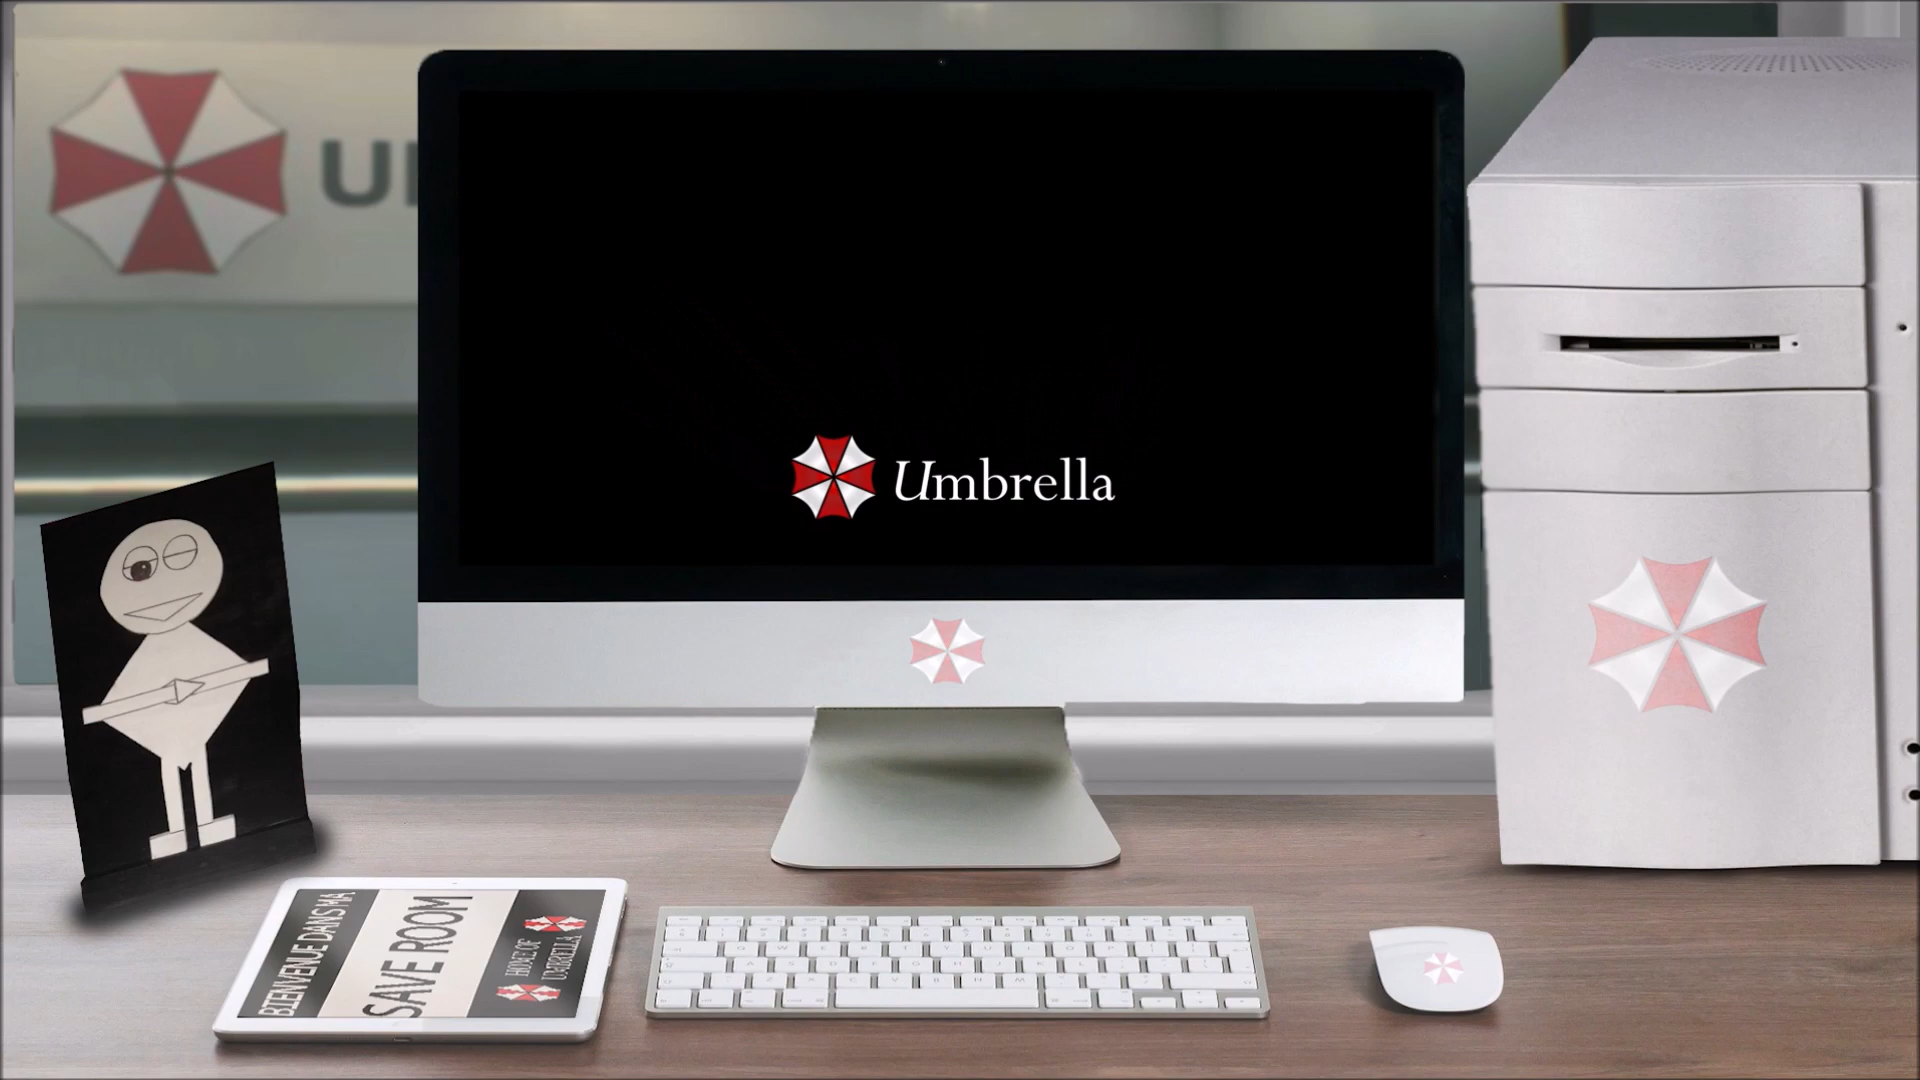 U
Umbrella
BIENVENUE DANS MA
SAVE ROOM
HOME OF
UMBRELLA